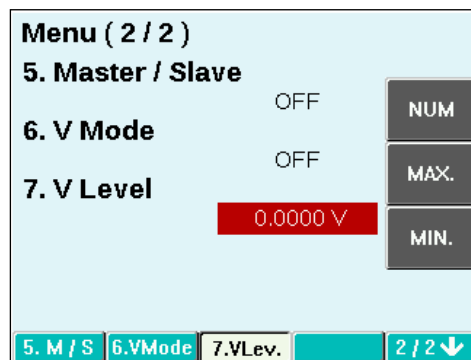 Menu ( 2 / 2 )
5. Master / Slave
OFF
NUM
6. V Mode
OFF
MAX.
7. V Level
0.0000 V
MIN.
5. M / S 6.VMode 7.VLev. 2 / 2